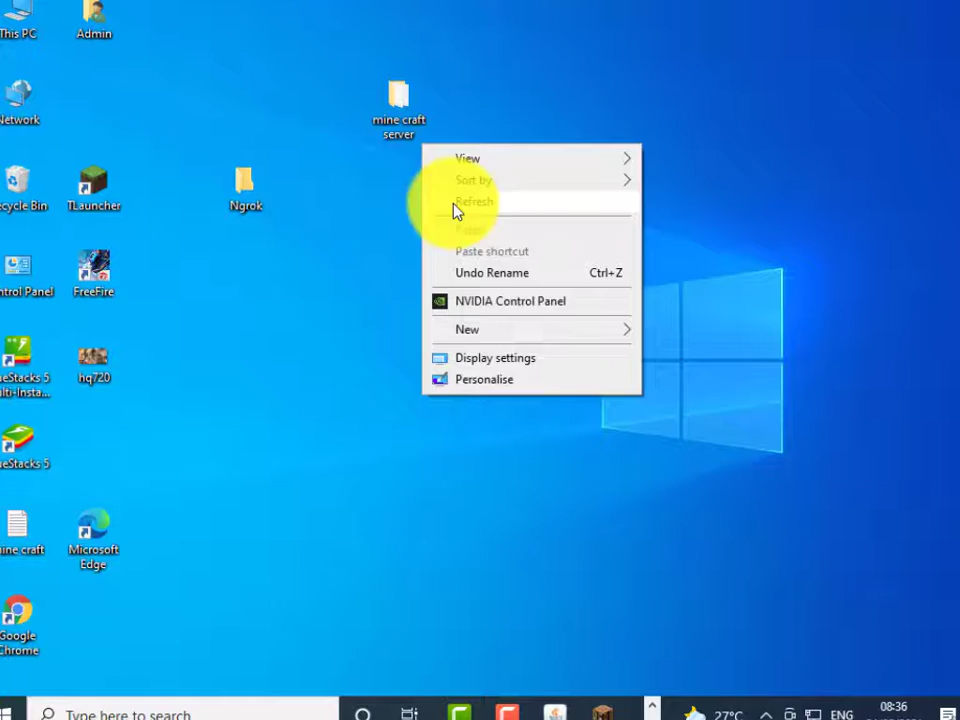 This PC
Admin
Network
mine craft
server
ecycle Bin
TLauncher
Ngrok
View
Sort by
Refresh
Paste shortcut
Undo Rename Ctrl+Z
NVIDIA Control Panel
New
Display settings
Personalise
ntrol Panel
FreeFire
ueStacks 5
ulti-Insta...
hq720
ueStacks 5
ine craft
Microsoft
Edge
Google
Chrome
Type here to search
27°C
ENG
08:36